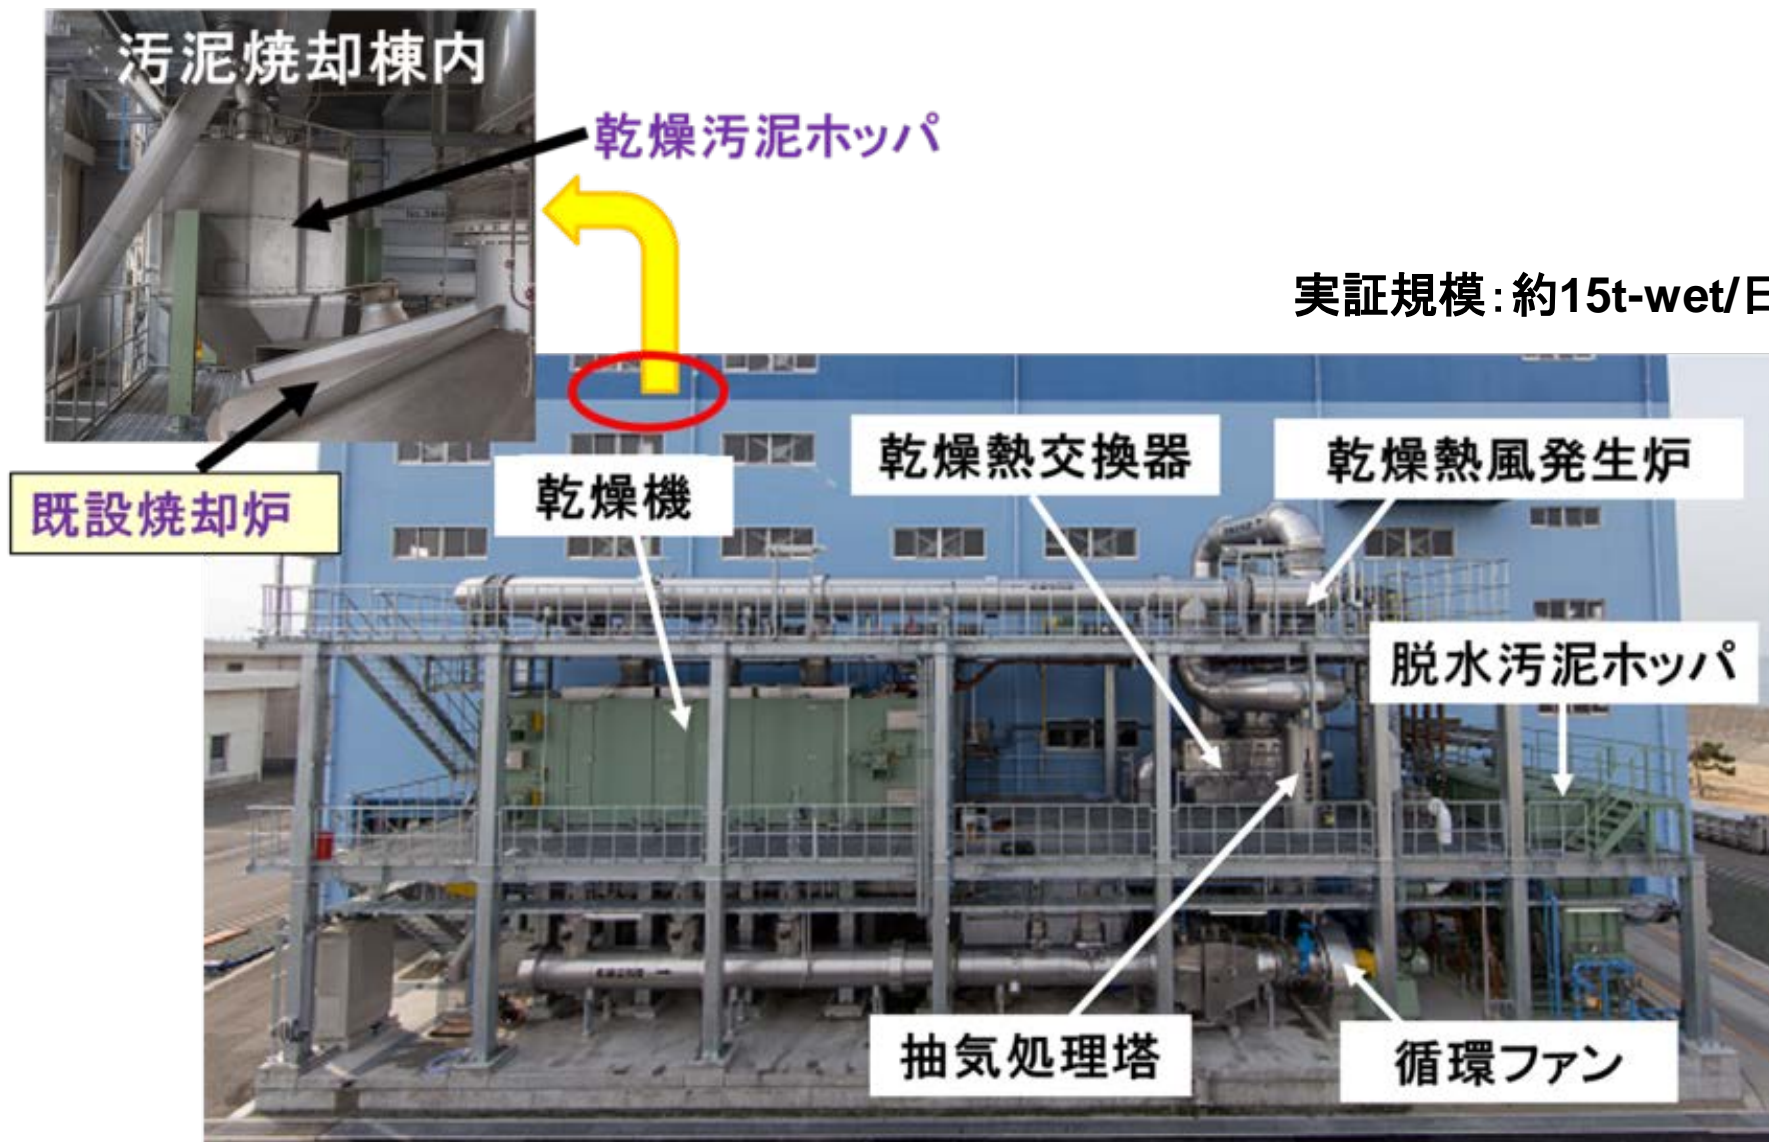 汚泥焼却棟内
乾燥汚泥ホッパ
実証規模：約15t-wet/日
既設焼却炉
乾燥機
乾燥熱交換器
乾燥熱風発生炉
脱水汚泥ホッパ
抽気処理塔
循環ファン